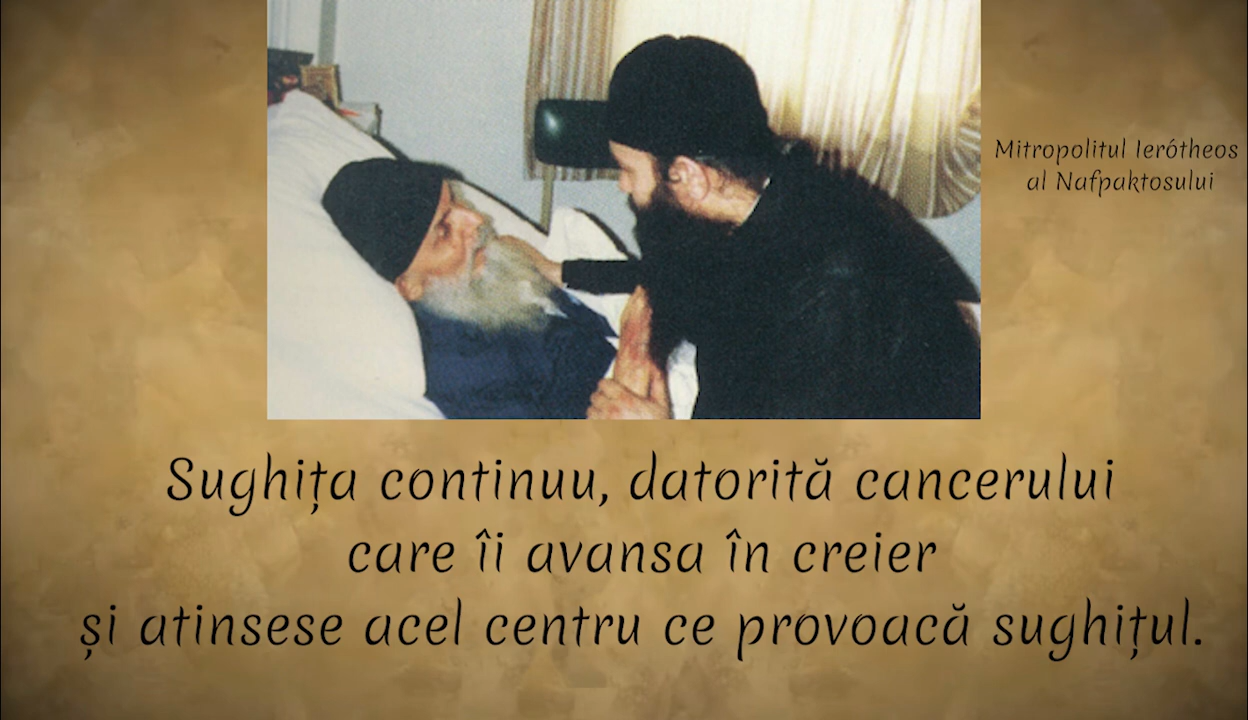 Mitropolitul Ierótheos
al Nafpaktosului
Sughița continuu, datorită cancerului
care îi avansa în creier
și atinsese acel centru ce provoacă sughițul.